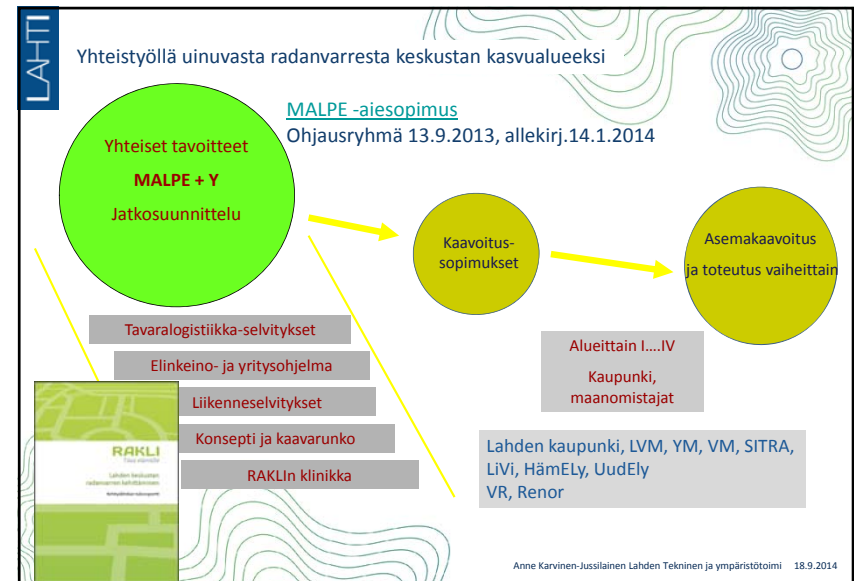 LAHTI
Yhteistyöllä uinuvasta radanvarresta keskustan kasvualueeksi
MALPE -aiesopimus
Ohjausryhmä 13.9.2013, allekirj.14.1.2014
Yhteiset tavoitteet
MALPE + Y
Jatkosuunnittelu
Kaavoitus-
sopimukset
Asemakaavoitus
ja toteutus vaiheittain
Tavaralogistiikka-selvitykset
Elinkeino- ja yritysohjelma
Liikenneselvitykset
Konsepti ja kaavarunko
RAKLIn klinikka
Alueittain I….IV
Kaupunki,
maanomistajat
RAKLI
Lahden keskustan
radanvarren kehittäminen
Lahden kaupunki, LVM, YM, VM, SITRA,
LiVi, HämELy, UudEly
VR, Renor
Anne Karvinen-Jussilainen Lahden Tekninen ja ympäristötoimi 18.9.2014